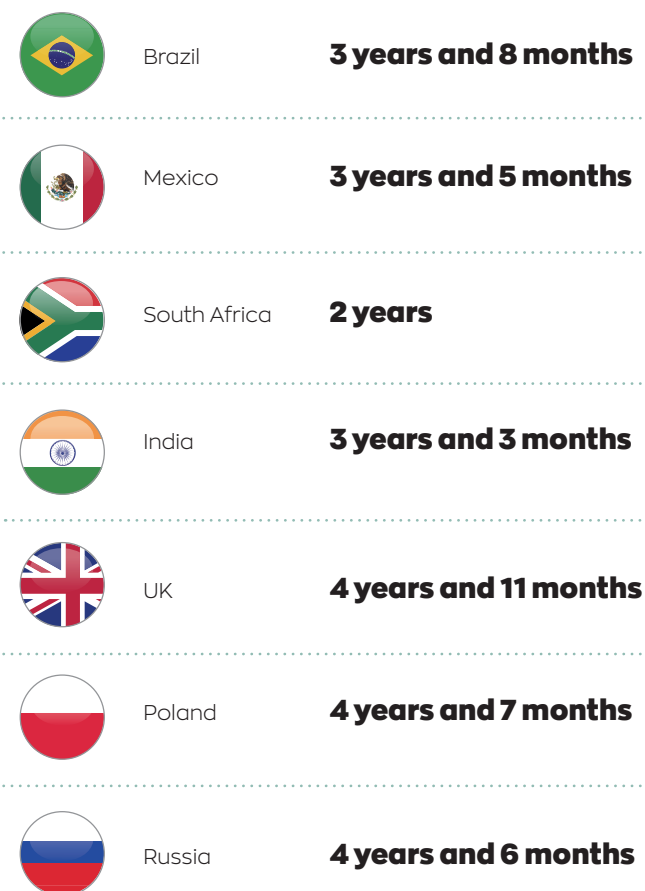 Brazil 3 years and 8 months
Mexico 3 years and 5 months
South Africa 2 years
India 3 years and 3 months
UK 4 years and 11 months
Poland 4 years and 7 months
Russia 4 years and 6 months